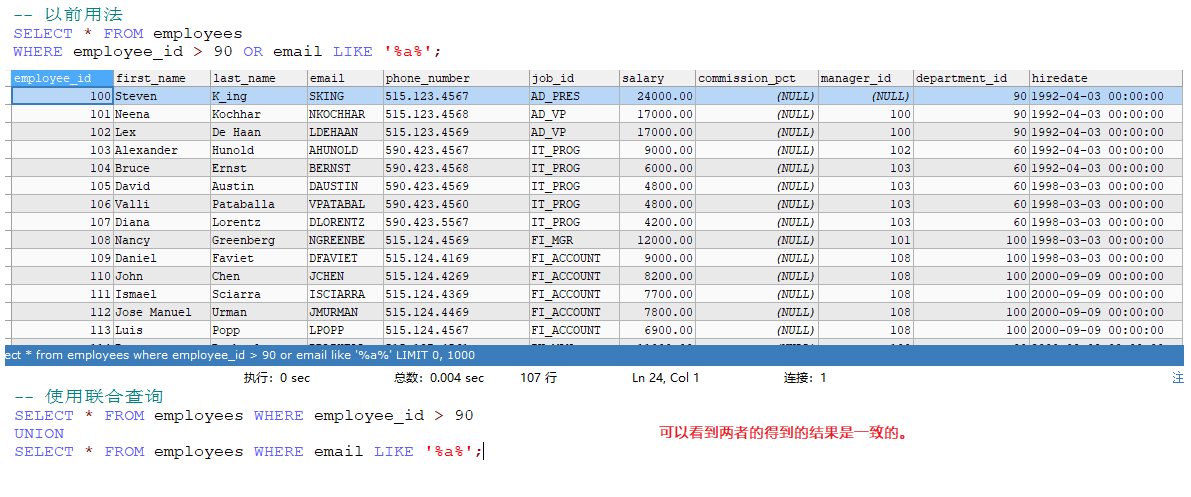 -- 以前用法
SELECT * FROM employees
WHERE employee_id > 90 OR email LIKE '%a%';
employee_id first_name last_name email phone_number job_id salary commission_pct manager_id department_id hiredate
100 Steven K_ing SKING 515.123.4567 AD_PRES 24000.00 (NULL) (NULL) 90 1992-04-03 00:00:00
101 Neena Kochhar NKOCHHAR 515.123.4568 AD_VP 17000.00 (NULL) 100 90 1992-04-03 00:00:00
102 Lex De Haan LDEHAAN 515.123.4569 AD_VP 17000.00 (NULL) 100 90 1992-04-03 00:00:00
103 Alexander Hunold AHUNOLD 590.423.4567 IT_PROG 9000.00 (NULL) 102 60 1992-04-03 00:00:00
104 Bruce Ernst BERNST 590.423.4568 IT_PROG 6000.00 (NULL) 103 60 1992-04-03 00:00:00
105 David Austin DAUSTIN 590.423.4569 IT_PROG 4800.00 (NULL) 103 60 1998-03-03 00:00:00
106 Valli Pataballa VPATABAL 590.423.4560 IT_PROG 4800.00 (NULL) 103 60 1998-03-03 00:00:00
107 Diana Lorentz DLORENTZ 590.423.5567 IT_PROG 4200.00 (NULL) 103 60 1998-03-03 00:00:00
108 Nancy Greenberg NGREENBE 515.124.4569 FI_MGR 12000.00 (NULL) 101 100 1998-03-03 00:00:00
109 Daniel Faviet DFAVIET 515.124.4169 FI_ACCOUNT 9000.00 (NULL) 108 100 1998-03-03 00:00:00
110 John Chen JCHEN 515.124.4269 FI_ACCOUNT 8200.00 (NULL) 108 100 2000-09-09 00:00:00
111 Ismael Sciarra ISCIARRA 515.124.4369 FI_ACCOUNT 7700.00 (NULL) 108 100 2000-09-09 00:00:00
112 Jose Manuel Urman JMURMAN 515.124.4469 FI_ACCOUNT 7800.00 (NULL) 108 100 2000-09-09 00:00:00
113 Luis Popp LPOPP 515.124.4567 FI_ACCOUNT 6900.00 (NULL) 108 100 2000-09-09 00:00:00
ect * from employees where employee_id > 90 or email like '%a%' LIMIT 0, 1000
执行：0 sec 总数：0.004 sec 107 行 Ln 24, Col 1 连接：1 注
-- 使用联合查询
SELECT * FROM employees WHERE employee_id > 90
UNION
可以看到两者的得到的结果是一致的。
SELECT * FROM employees WHERE email LIKE '%a%';